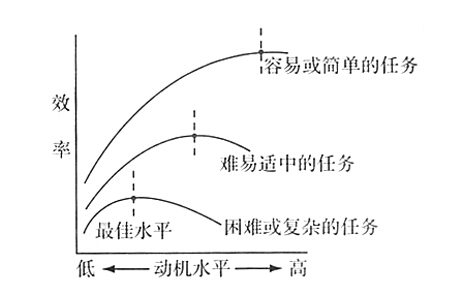 容易或简单的任务
效
率
难易适中的任务
困难或复杂的任务
最佳水平
低 动机水平 高